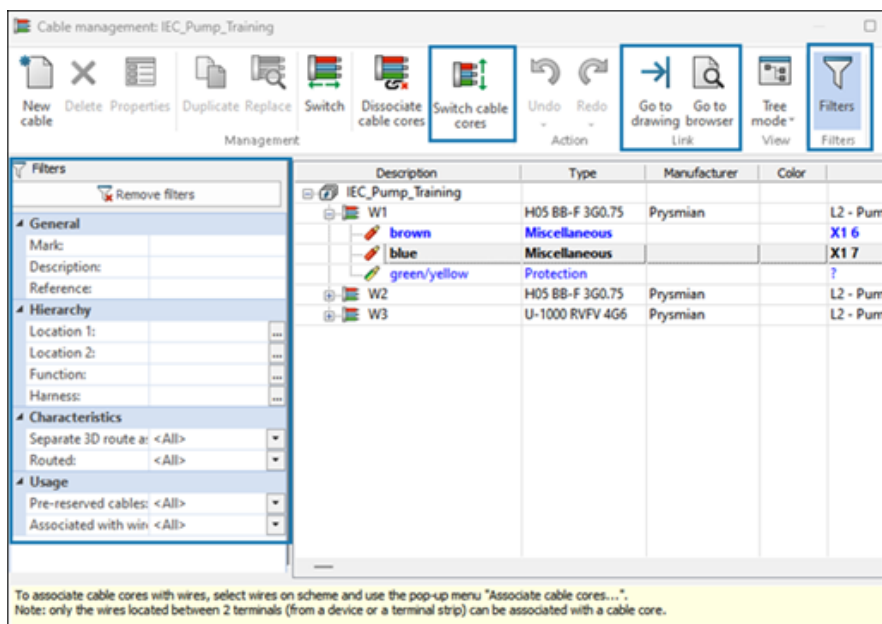 Cable management: IEC_Pump_Training
New cable Delete Properties Duplicate Replace Switch Dissociate cable cores Switch cable cores Undo Redo Go to drawing Go to browser Tree mode Filters
Management Action Link View Filters
Filters
Remove filters
General
Mark:
Description:
Reference:
Hierarchy
Location 1: ...
Location 2: ...
Function: ...
Harness: ...
Characteristics
Separate 3D route a: <All>
Routed: <All>
Usage
Pre-reserved cables: <All>
Associated with wir <All>
Description Type Manufacturer Color
IEC_Pump_Training
W1 H05 BB-F 3G0.75 Prysmian L2 - Pum
brown Miscellaneous X1 6
blue Miscellaneous X1 7
green/yellow Protection ?
W2 H05 BB-F 3G0.75 Prysmian L2 - Pum
W3 U-1000 RVFV 4G6 Prysmian L2 - Pum
To associate cable cores with wires, select wires on scheme and use the pop-up menu "Associate cable cores...".
Note: only the wires located between 2 terminals (from a device or a terminal strip) can be associated with a cable core.